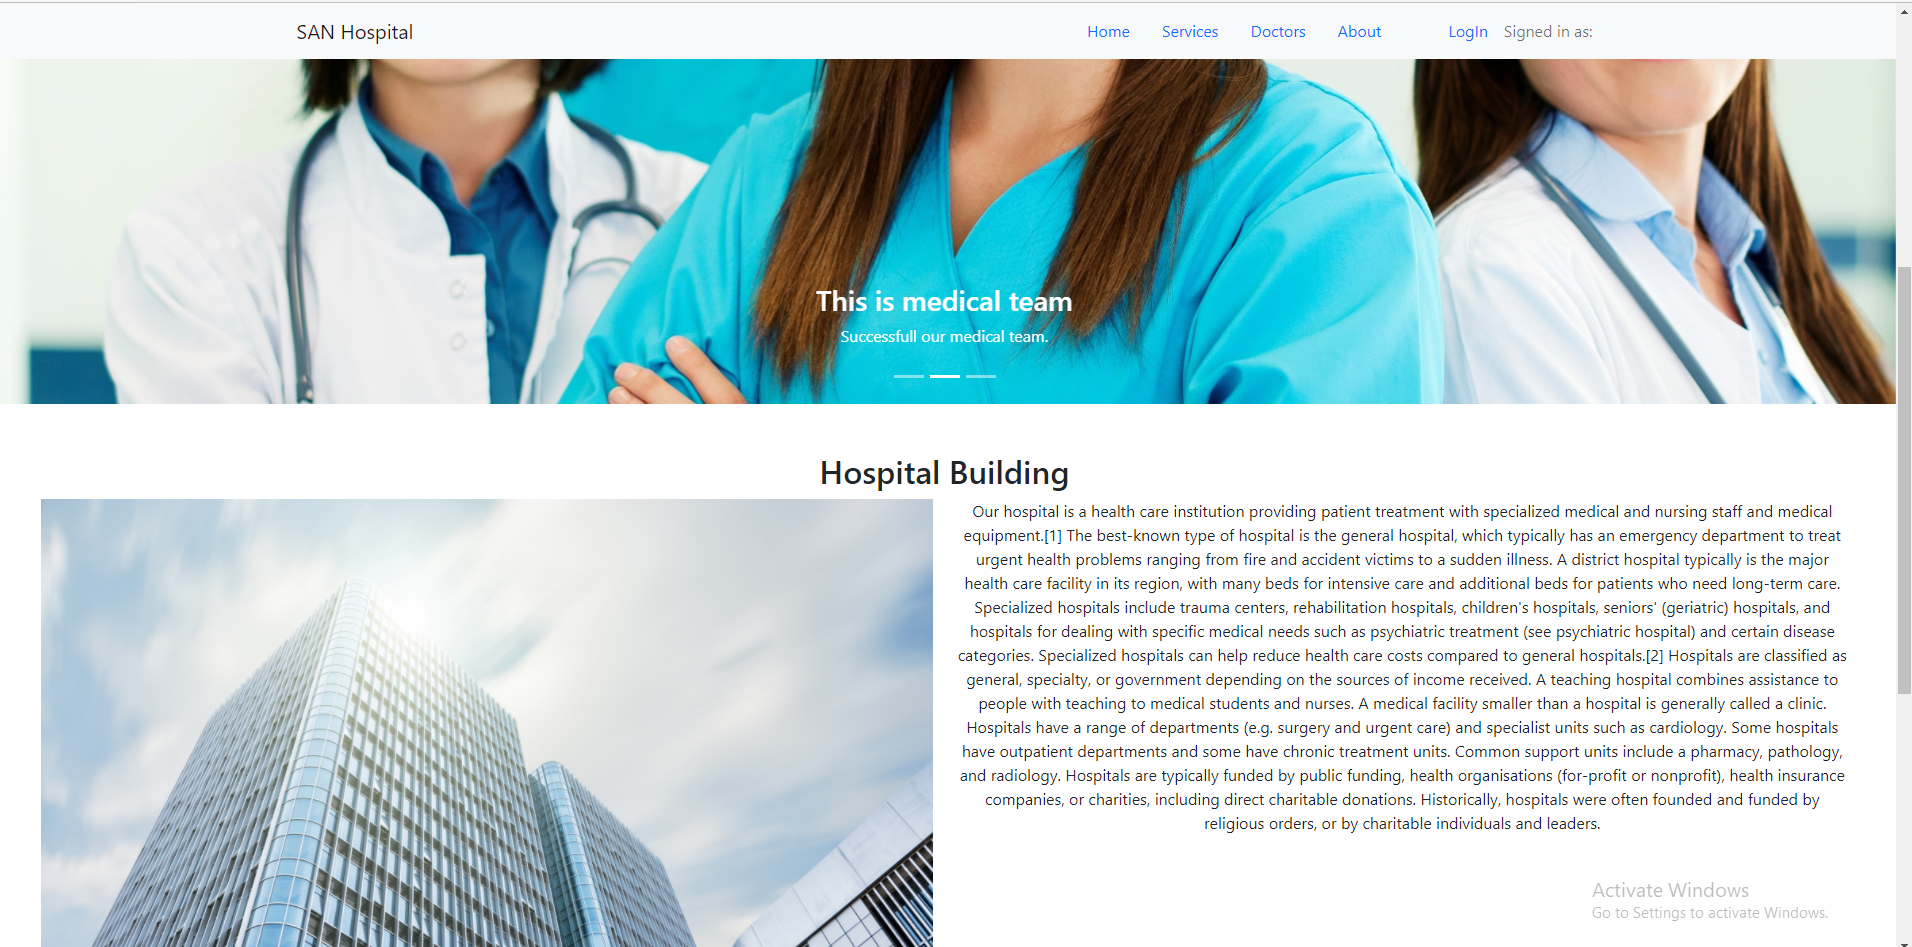 SAN Hospital
Home Services Doctors About LogIn Signed in as:
This is medical team
Successfull our medical team.
Hospital Building
Our hospital is a health care institution providing patient treatment with specialized medical and nursing staff and medical
equipment.[1] The best-known type of hospital is the general hospital, which typically has an emergency department to treat
urgent health problems ranging from fire and accident victims to a sudden illness. A district hospital typically is the major
health care facility in its region, with many beds for intensive care and additional beds for patients who need long-term care.
Specialized hospitals include trauma centers, rehabilitation hospitals, children's hospitals, seniors' (geriatric) hospitals, and
hospitals for dealing with specific medical needs such as psychiatric treatment (see psychiatric hospital) and certain disease
categories. Specialized hospitals can help reduce health care costs compared to general hospitals.[2] Hospitals are classified as
general, specialty, or government depending on the sources of income received. A teaching hospital combines assistance to
people with teaching to medical students and nurses. A medical facility smaller than a hospital is generally called a clinic.
Hospitals have a range of departments (e.g. surgery and urgent care) and specialist units such as cardiology. Some hospitals
have outpatient departments and some have chronic treatment units. Common support units include a pharmacy, pathology,
and radiology. Hospitals are typically funded by public funding, health organisations (for-profit or nonprofit), health insurance
companies, or charities, including direct charitable donations. Historically, hospitals were often founded and funded by
religious orders, or by charitable individuals and leaders.
Activate Windows
Go to Settings to activate Windows.